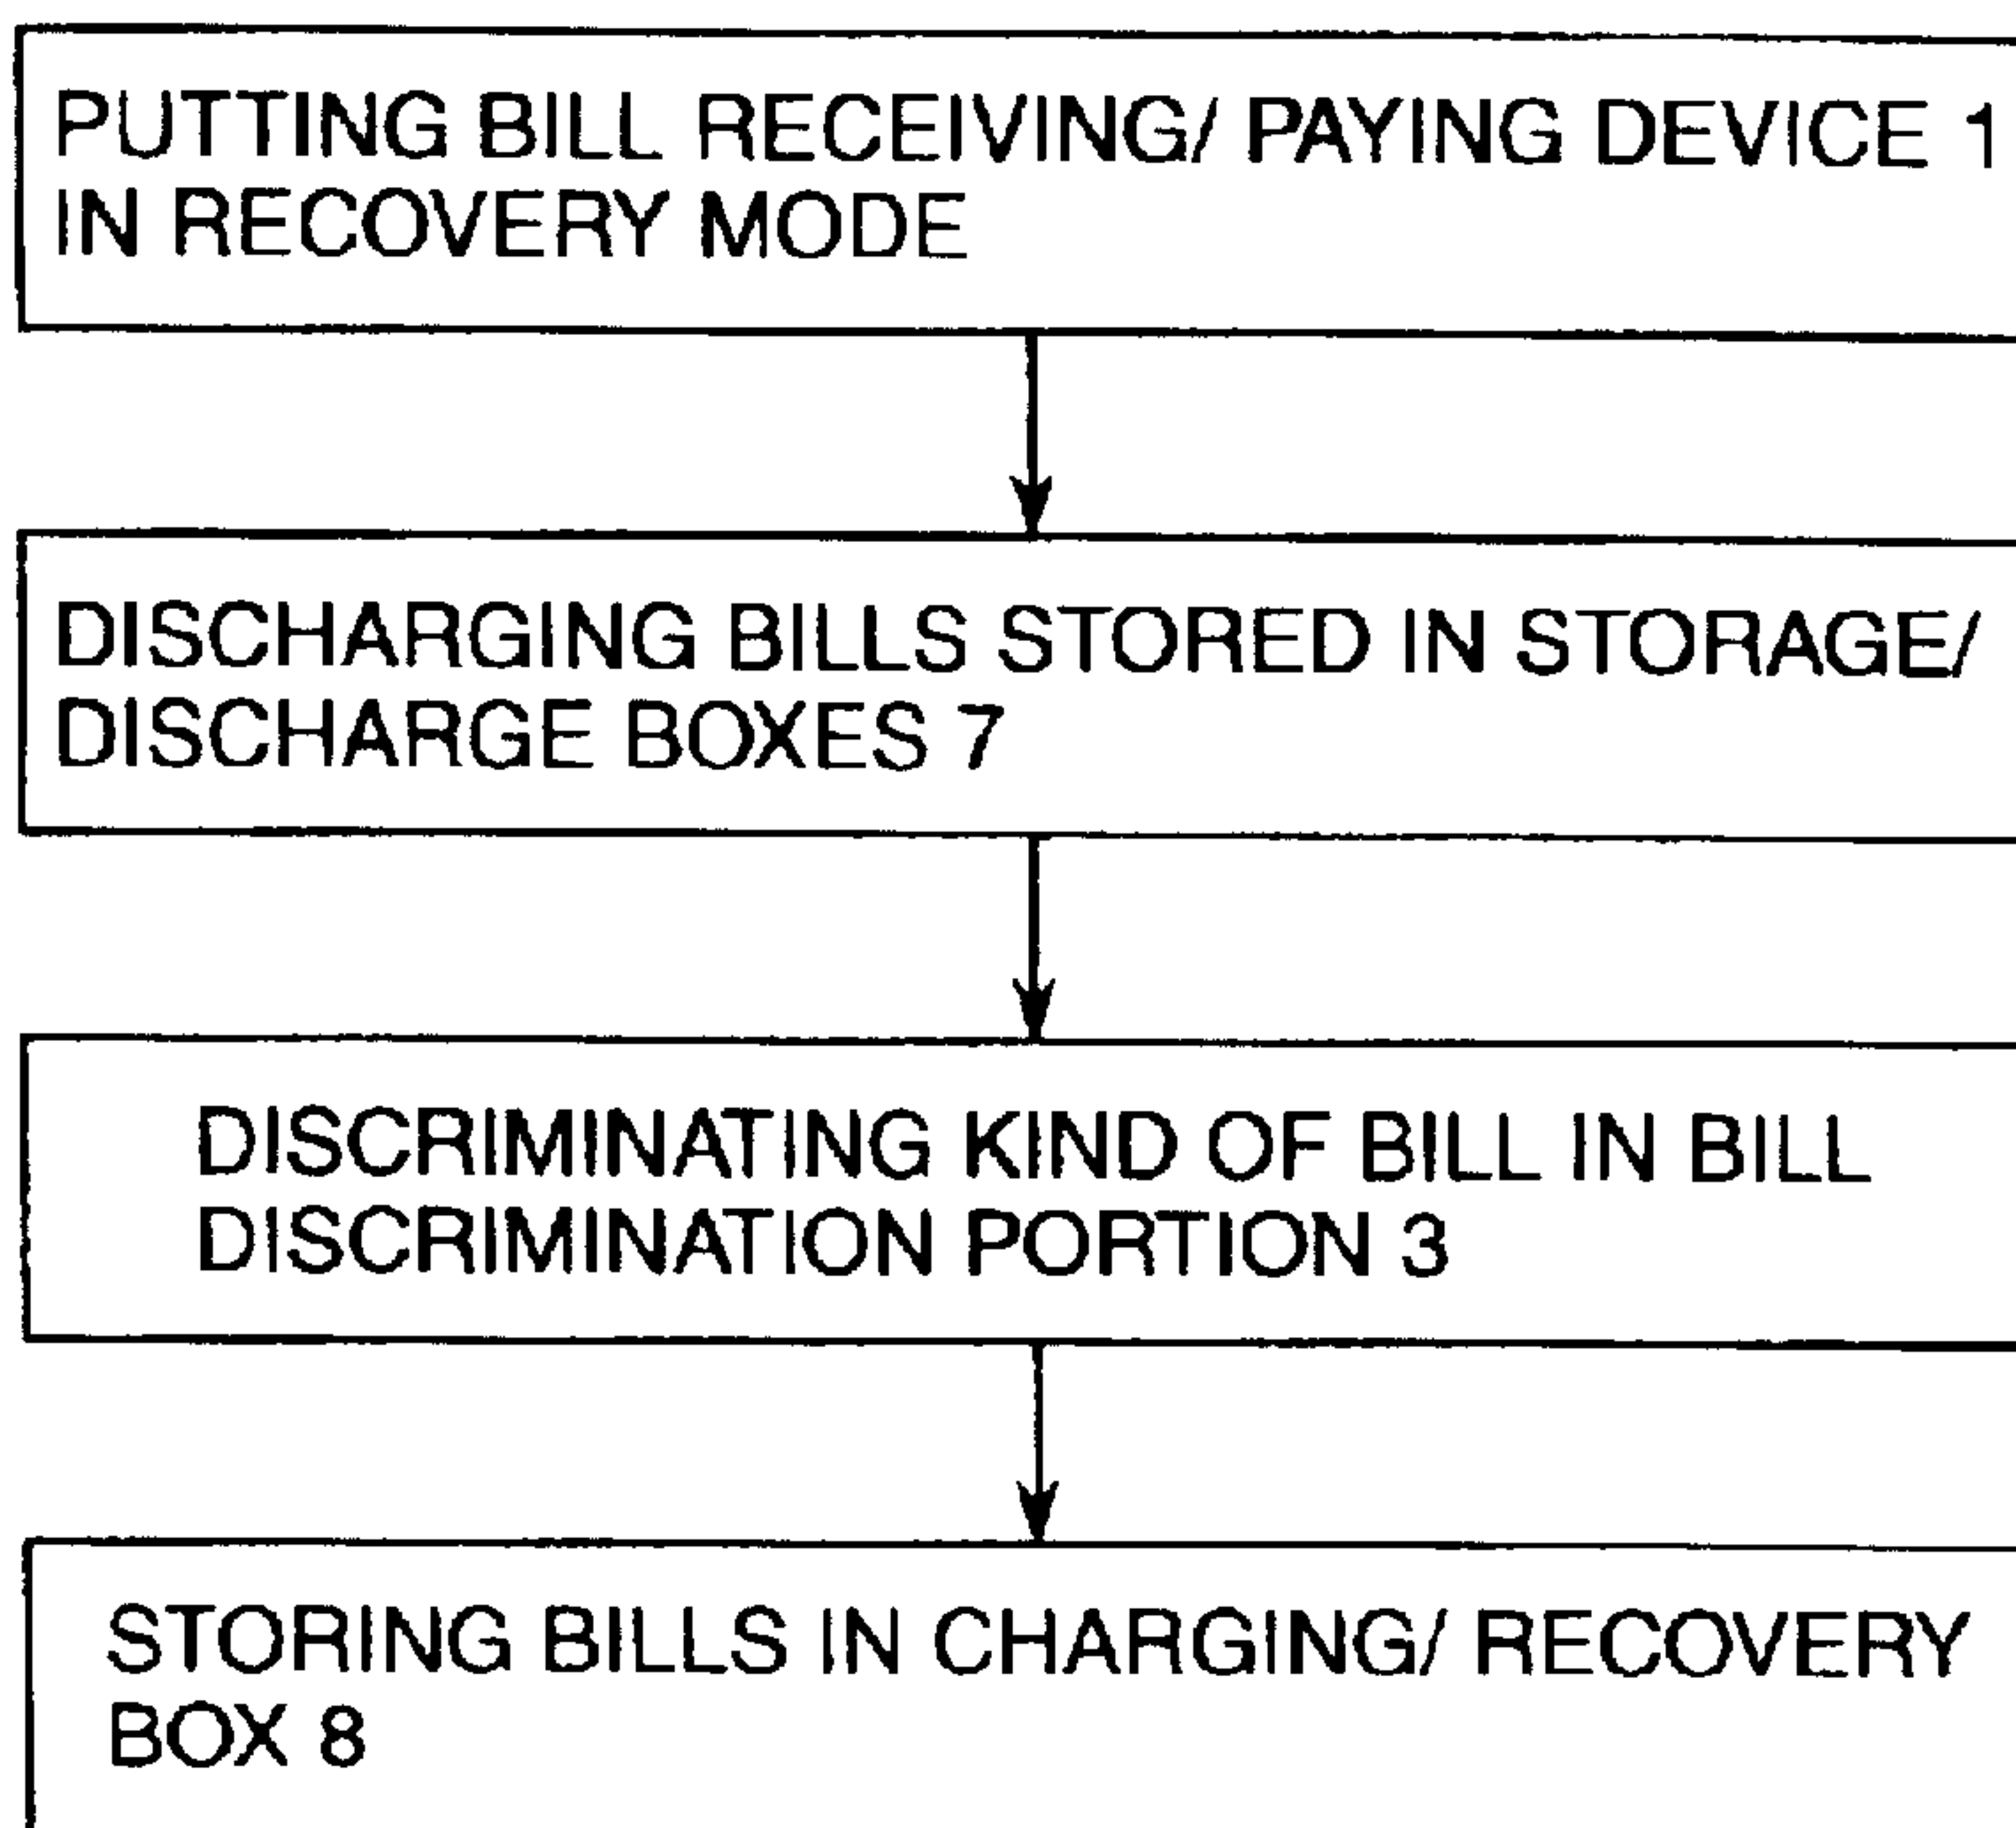 PUTTING BILL RECEIVING/ PAYING DEVICE 1
IN RECOVERY MODE
DISCHARGING BILLS STORED IN STORAGE/
DISCHARGE BOXES 7
DISCRIMINATING KIND OF BILL IN BILL
DISCRIMINATION PORTION 3
STORING BILLS IN CHARGING/ RECOVERY
BOX 8